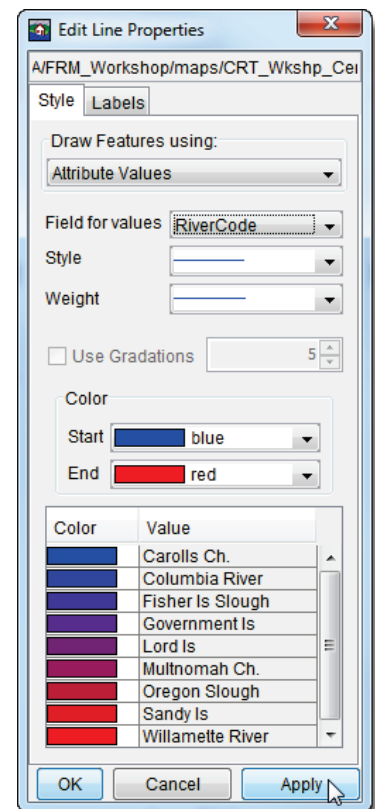 Edit Line Properties
A/FRM_Workshop/maps/CRT_Wkshp_Cei
Style Labels
Draw Features using:
Attribute Values
Field for values RiverCode
Style
Weight
Use Gradations 5
Color
Start blue
End red
Color Value
Carolls Ch.
Columbia River
Fisher Is Slough
Government Is
Lord Is
Multnomah Ch.
Oregon Slough
Sandy Is
Willamette River
OK Cancel Apply